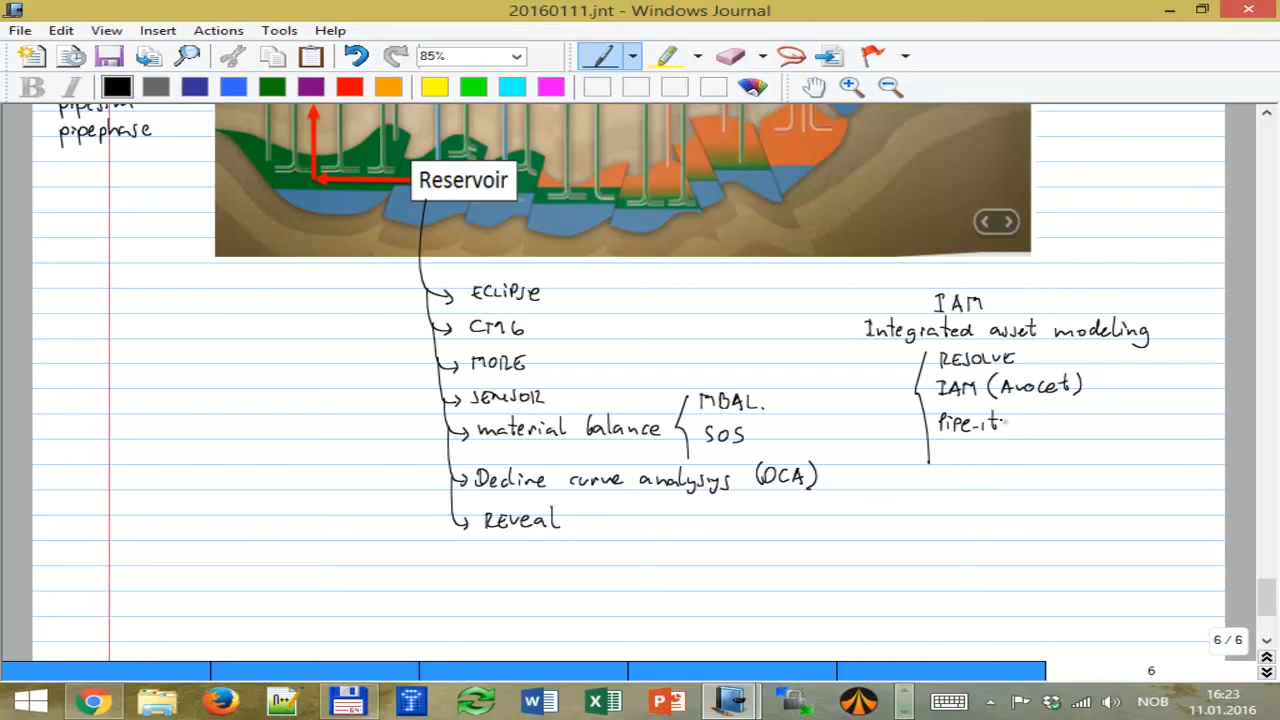 20160111.jnt - Windows Journal
File Edit View Insert Actions Tools Help
85%
B I
pipephase
Reservoir
ECLIPSE
CMG
MORE
SENSOR
material balance
MBAL.
SOS
Decline curve analysys (DCA)
REVEAL
IAM
Integrated asset modeling
RESOLVE
IAM (Avocet)
Pipe-it
6 / 6
6
NOB
16:23
11.01.2016